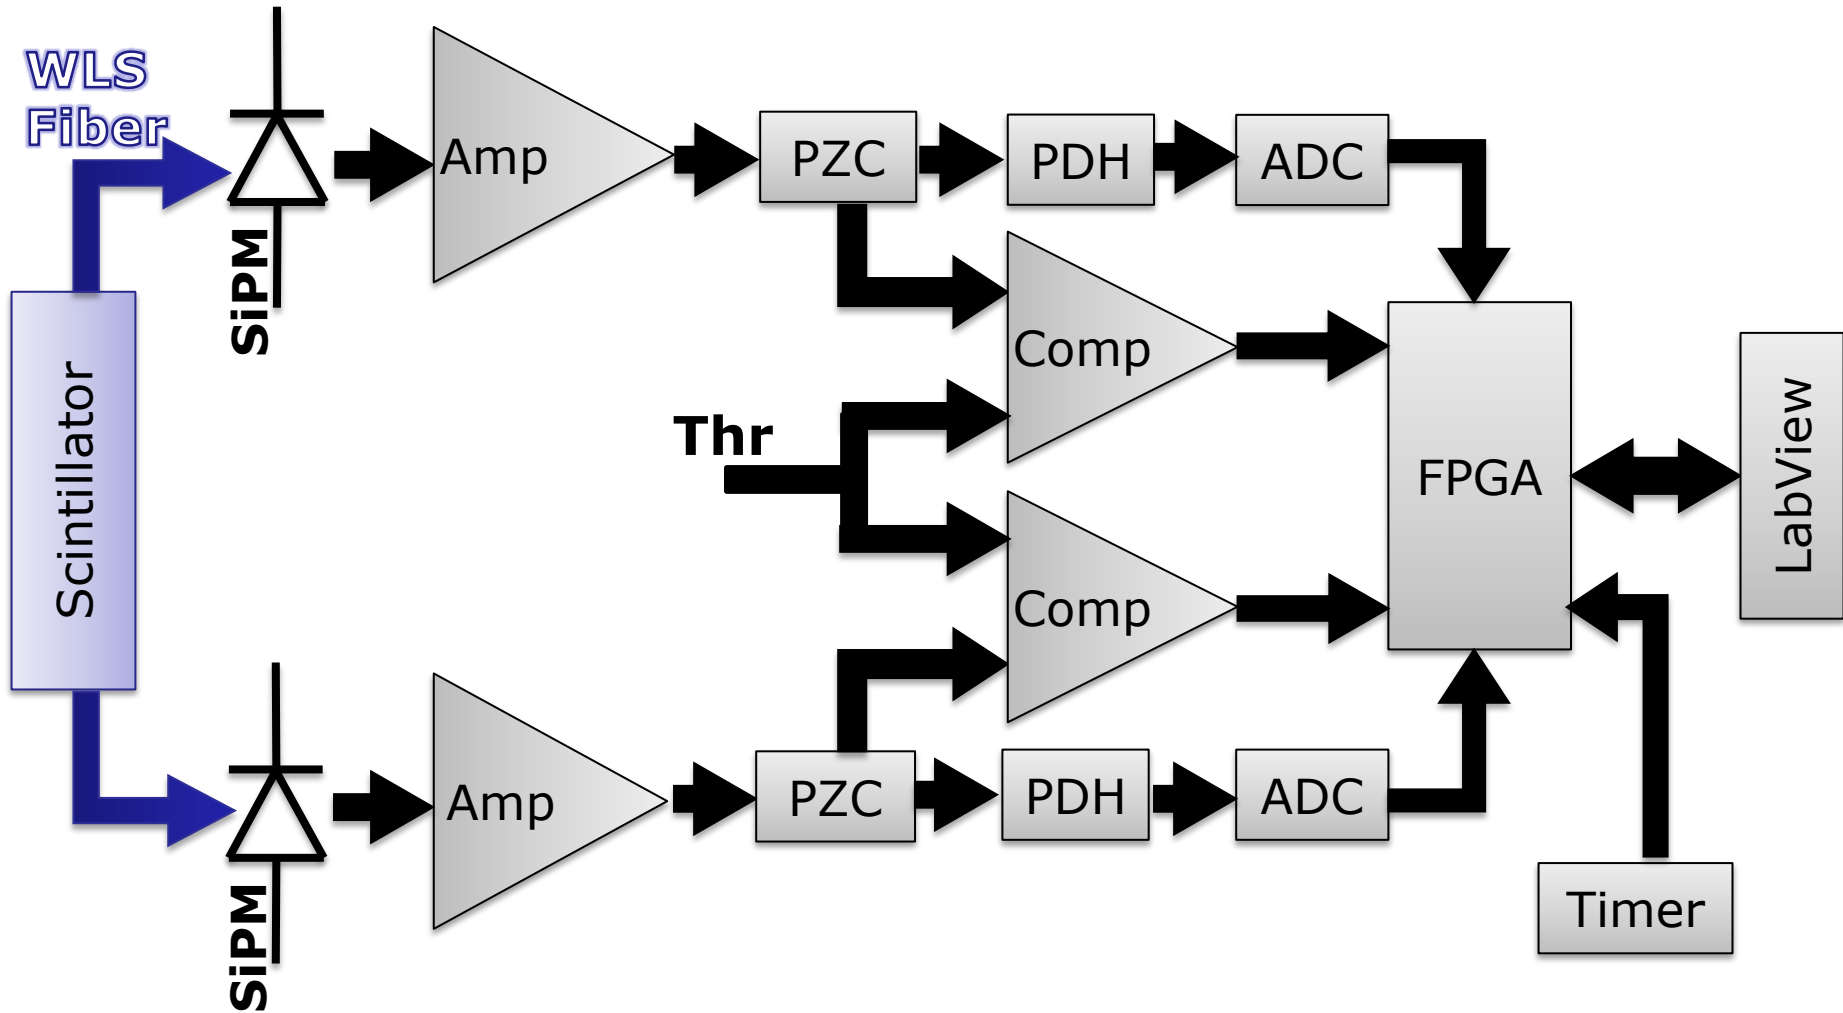 WLS
Fiber
SiPM
Amp
PZC
PDH
ADC
Comp
Thr
Scintillator
FPGA
LabView
Comp
SiPM
Amp
PZC
PDH
ADC
Timer